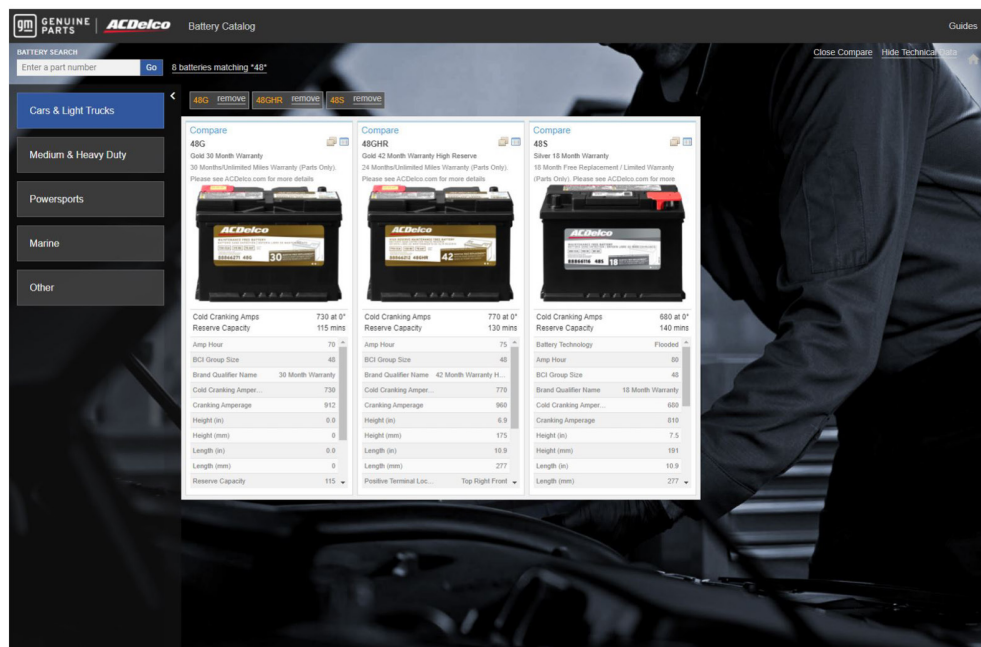 gm GENUINE PARTS | ACDelco Battery Catalog Guides
BATTERY SEARCH
Enter a part number Go 8 batteries matching *48*
Close Compare Hide Technical Data
Cars & Light Trucks
Medium & Heavy Duty
Powersports
Marine
Other
48G remove 48GHR remove 48S remove
Compare
48G
Gold 30 Month Warranty
30 Months/Unlimited Miles Warranty (Parts Only).
Please see ACDelco.com for more details
ACDelco
30
Cold Cranking Amps 730 at 0°
Reserve Capacity 115 mins
Amp Hour 70
BCI Group Size 48
Brand Qualifier Name 30 Month Warranty
Cold Cranking Amper... 730
Cranking Amperage 912
Height (in) 0.0
Height (mm) 0
Length (in) 0.0
Length (mm) 0
Reserve Capacity 115
Compare
48GHR
Gold 42 Month Warranty High Reserve
24 Months/Unlimited Miles Warranty (Parts Only).
Please see ACDelco.com for more details
ACDelco
42
Cold Cranking Amps 770 at 0°
Reserve Capacity 130 mins
Amp Hour 75
BCI Group Size 48
Brand Qualifier Name 42 Month Warranty H...
Cold Cranking Amper... 770
Cranking Amperage 960
Height (in) 6.9
Height (mm) 175
Length (in) 10.9
Length (mm) 277
Positive Terminal Loc... Top Right Front
Compare
48S
Silver 18 Month Warranty
18 Month Free Replacement / Limited Warranty
(Parts Only). Please see ACDelco.com for more
ACDelco
18
Cold Cranking Amps 680 at 0°
Reserve Capacity 140 mins
Battery Technology Flooded
Amp Hour 80
BCI Group Size 48
Brand Qualifier Name 18 Month Warranty
Cold Cranking Amper... 680
Cranking Amperage 810
Height (in) 7.5
Height (mm) 191
Length (in) 10.9
Length (mm) 277